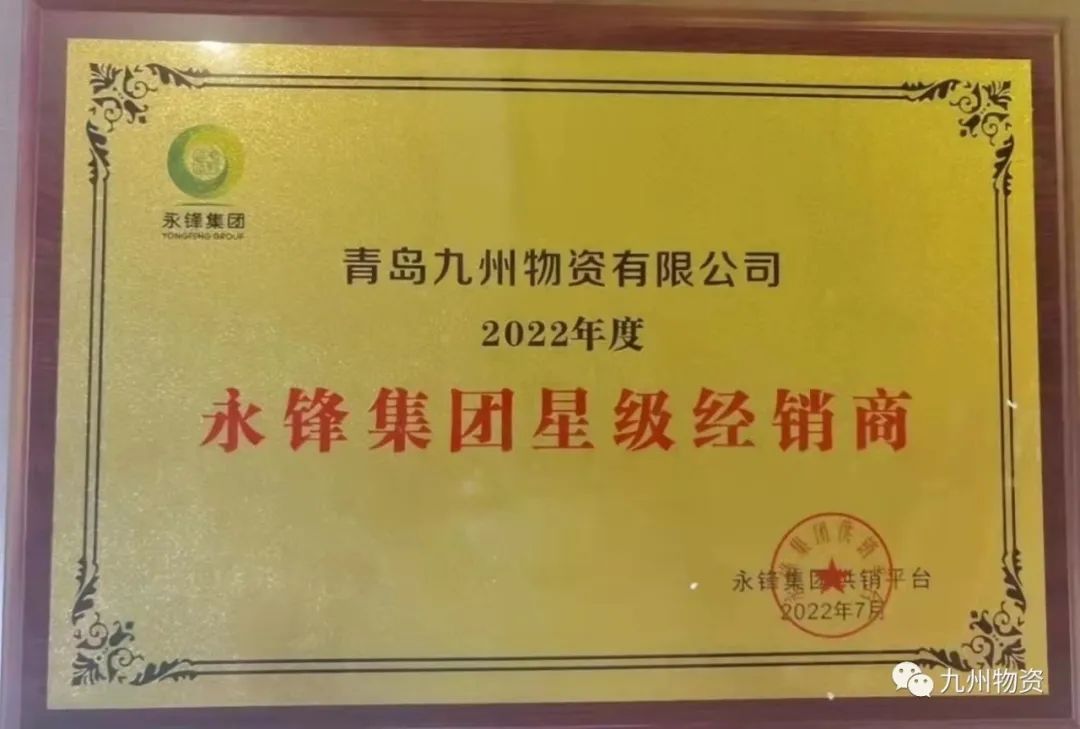 永锋集团
YONGFENG GROUP
青岛九州物资有限公司
2022年度
永锋集团星级经销商
永锋集团供销平台
2022年7月
九州物资